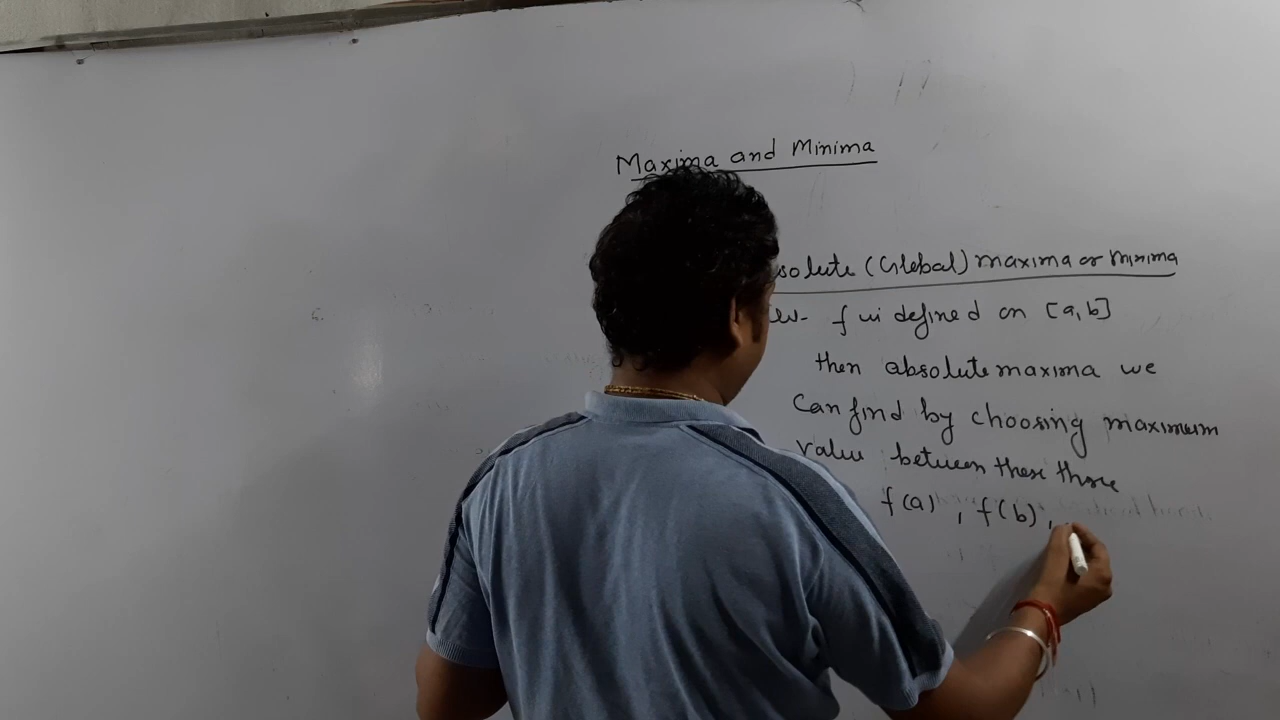 Maxima and Minima
solute (Global) maxima or minima
f is defined on [a,b]
then absolute maxima we
Can find by choosing maximum
Value between these three
f(a), f(b),